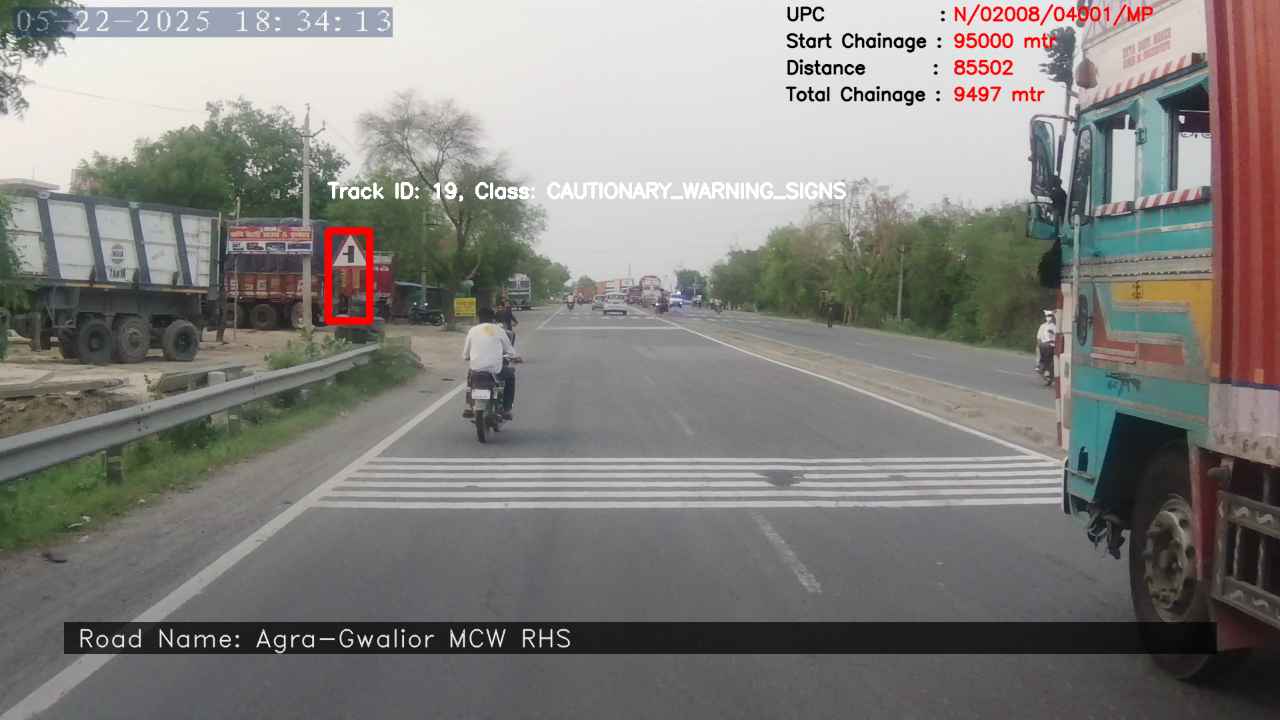 05-22-2025 18:34:13
UPC : N/02008/04001/MP
Start Chainage : 95000 mtr
Distance : 85502
Total Chainage : 9497 mtr
Track ID: 19, Class: CAUTIONARY_WARNING_SIGNS
Road Name: Agra-Gwalior MCW RHS